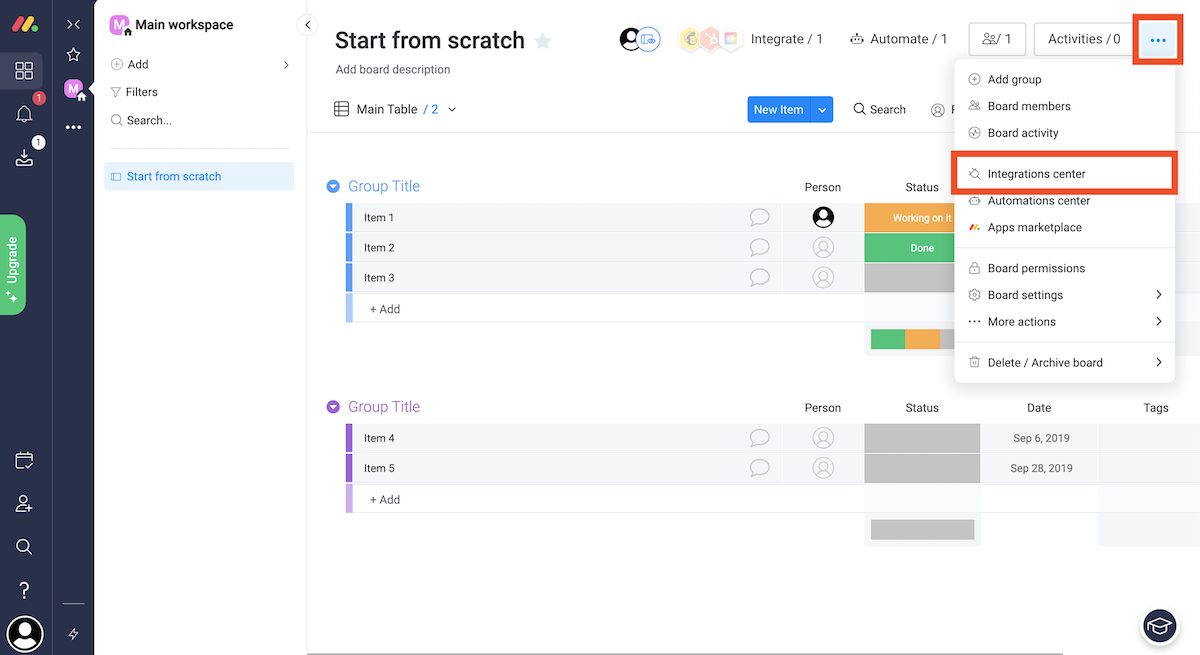 M
Main workspace
Add
Filters
Search...
Start from scratch
1
M
1
Upgrade
?
Start from scratch
Add board description
Integrate / 1
Automate / 1
/ 1
Activities / 0
Main Table / 2
New Item
Search
Add group
Board members
Board activity
Integrations center
Automations center
Apps marketplace
Board permissions
Board settings
More actions
Delete / Archive board
Group Title
Person
Status
Item 1
Working on it
Item 2
Done
Item 3
+ Add
Group Title
Person
Status
Date
Tags
Item 4
Sep 6, 2019
Item 5
Sep 28, 2019
+ Add